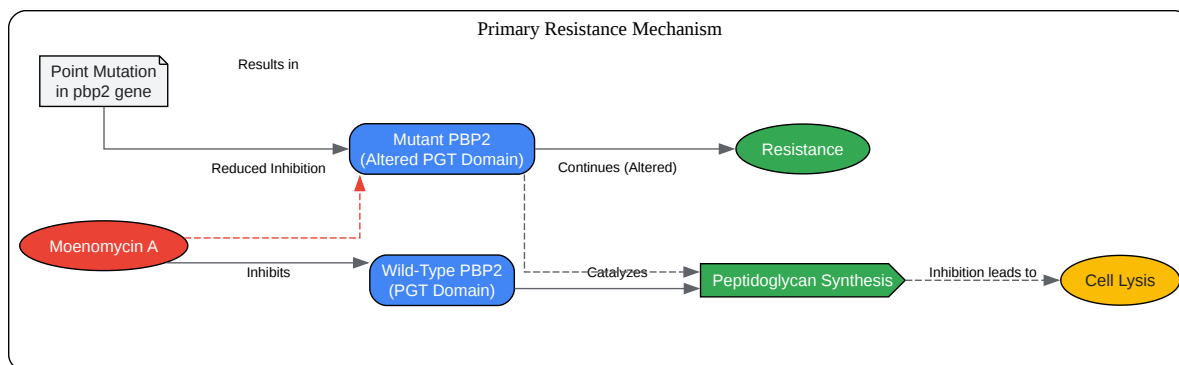 Primary Resistance Mechanism
Point Mutation
in pbp2 gene
Results in
Mutant PBP2
(Altered PGT Domain)
Resistance
Reduced Inhibition
Continues (Altered)
Moenomycin A
Inhibits
Wild-Type PBP2
(PGT Domain)
Catalyzes
Peptidoglycan Synthesis
Inhibition leads to
Cell Lysis